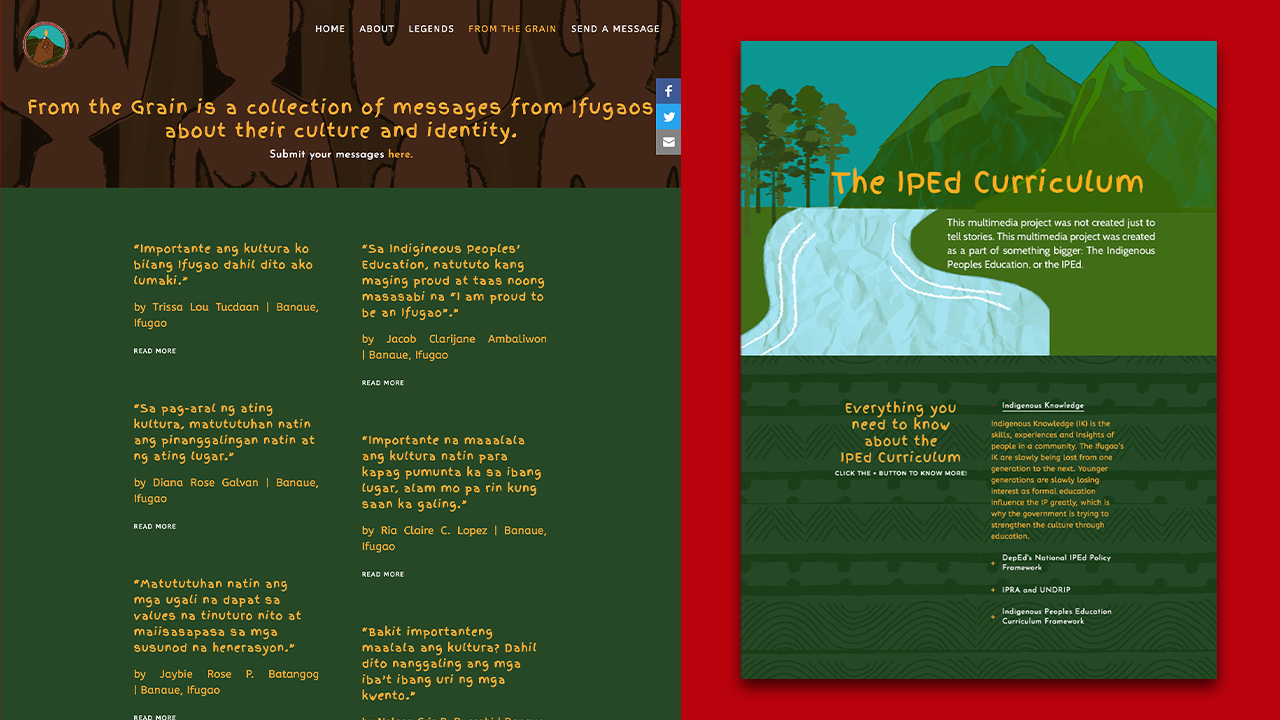 HOME ABOUT LEGENDS FROM THE GRAIN SEND A MESSAGE
From the Grain is a collection of messages from Ifugaos
about their culture and identity.
Submit your messages here.
“Importante ang kultura ko
bilang Ifugao dahil dito ako
lumaki.”
by Trissa Lou Tucdaan | Banaue,
Ifugao
READ MORE
“Sa pag-aral ng ating
kultura, matututuhan natin
ang pinanggalingan natin at
ng ating lugar.”
by Diana Rose Galvan | Banaue,
Ifugao
READ MORE
“Matututuhan natin ang
mga ugali na dapat sa
values na tinuturo nito at
maiisasapasa sa mga
susunod na henerasyon.”
by Jaybie Rose P. Batangog
| Banaue, Ifugao
READ MORE
“Sa Indigineous Peoples’
Education, natututo kang
maging proud at taas noong
masasabi na “I am proud to
be an Ifugao”.”
by Jacob Clarijane Ambaliwon
| Banaue, Ifugao
READ MORE
“Importante na maaalala
ang kultura natin para
kapag pumunta ka sa ibang
lugar, alam mo pa rin kung
saan ka galing.”
by Ria Claire C. Lopez | Banaue,
Ifugao
READ MORE
“Bakit importanteng
maalala ang kultura? Dahil
dito nanggaling ang mga
iba’t ibang uri ng mga
kwento.”
The IPEd Curriculum
This multimedia project was not created just to
tell stories. This multimedia project was created
as a part of something bigger: The Indigenous
Peoples Education, or the IPEd.
Everything you
need to know
about the
IPEd Curriculum
CLICK THE + BUTTON TO KNOW MORE!
Indigenous Knowledge
Indigenous Knowledge (IK) is the
skills, experiences and insights of
people in a community. The Ifugao’s
IK are slowly being lost from one
generation to the next. Younger
generations are slowly losing
interest as formal education
influence the IP greatly, which is
why the government is trying to
strengthen the culture through
education.
+ DepEd’s National IPEd Policy
Framework
+ IPRA and UNDRIP
+ Indigenous Peoples Education
Curriculum Framework